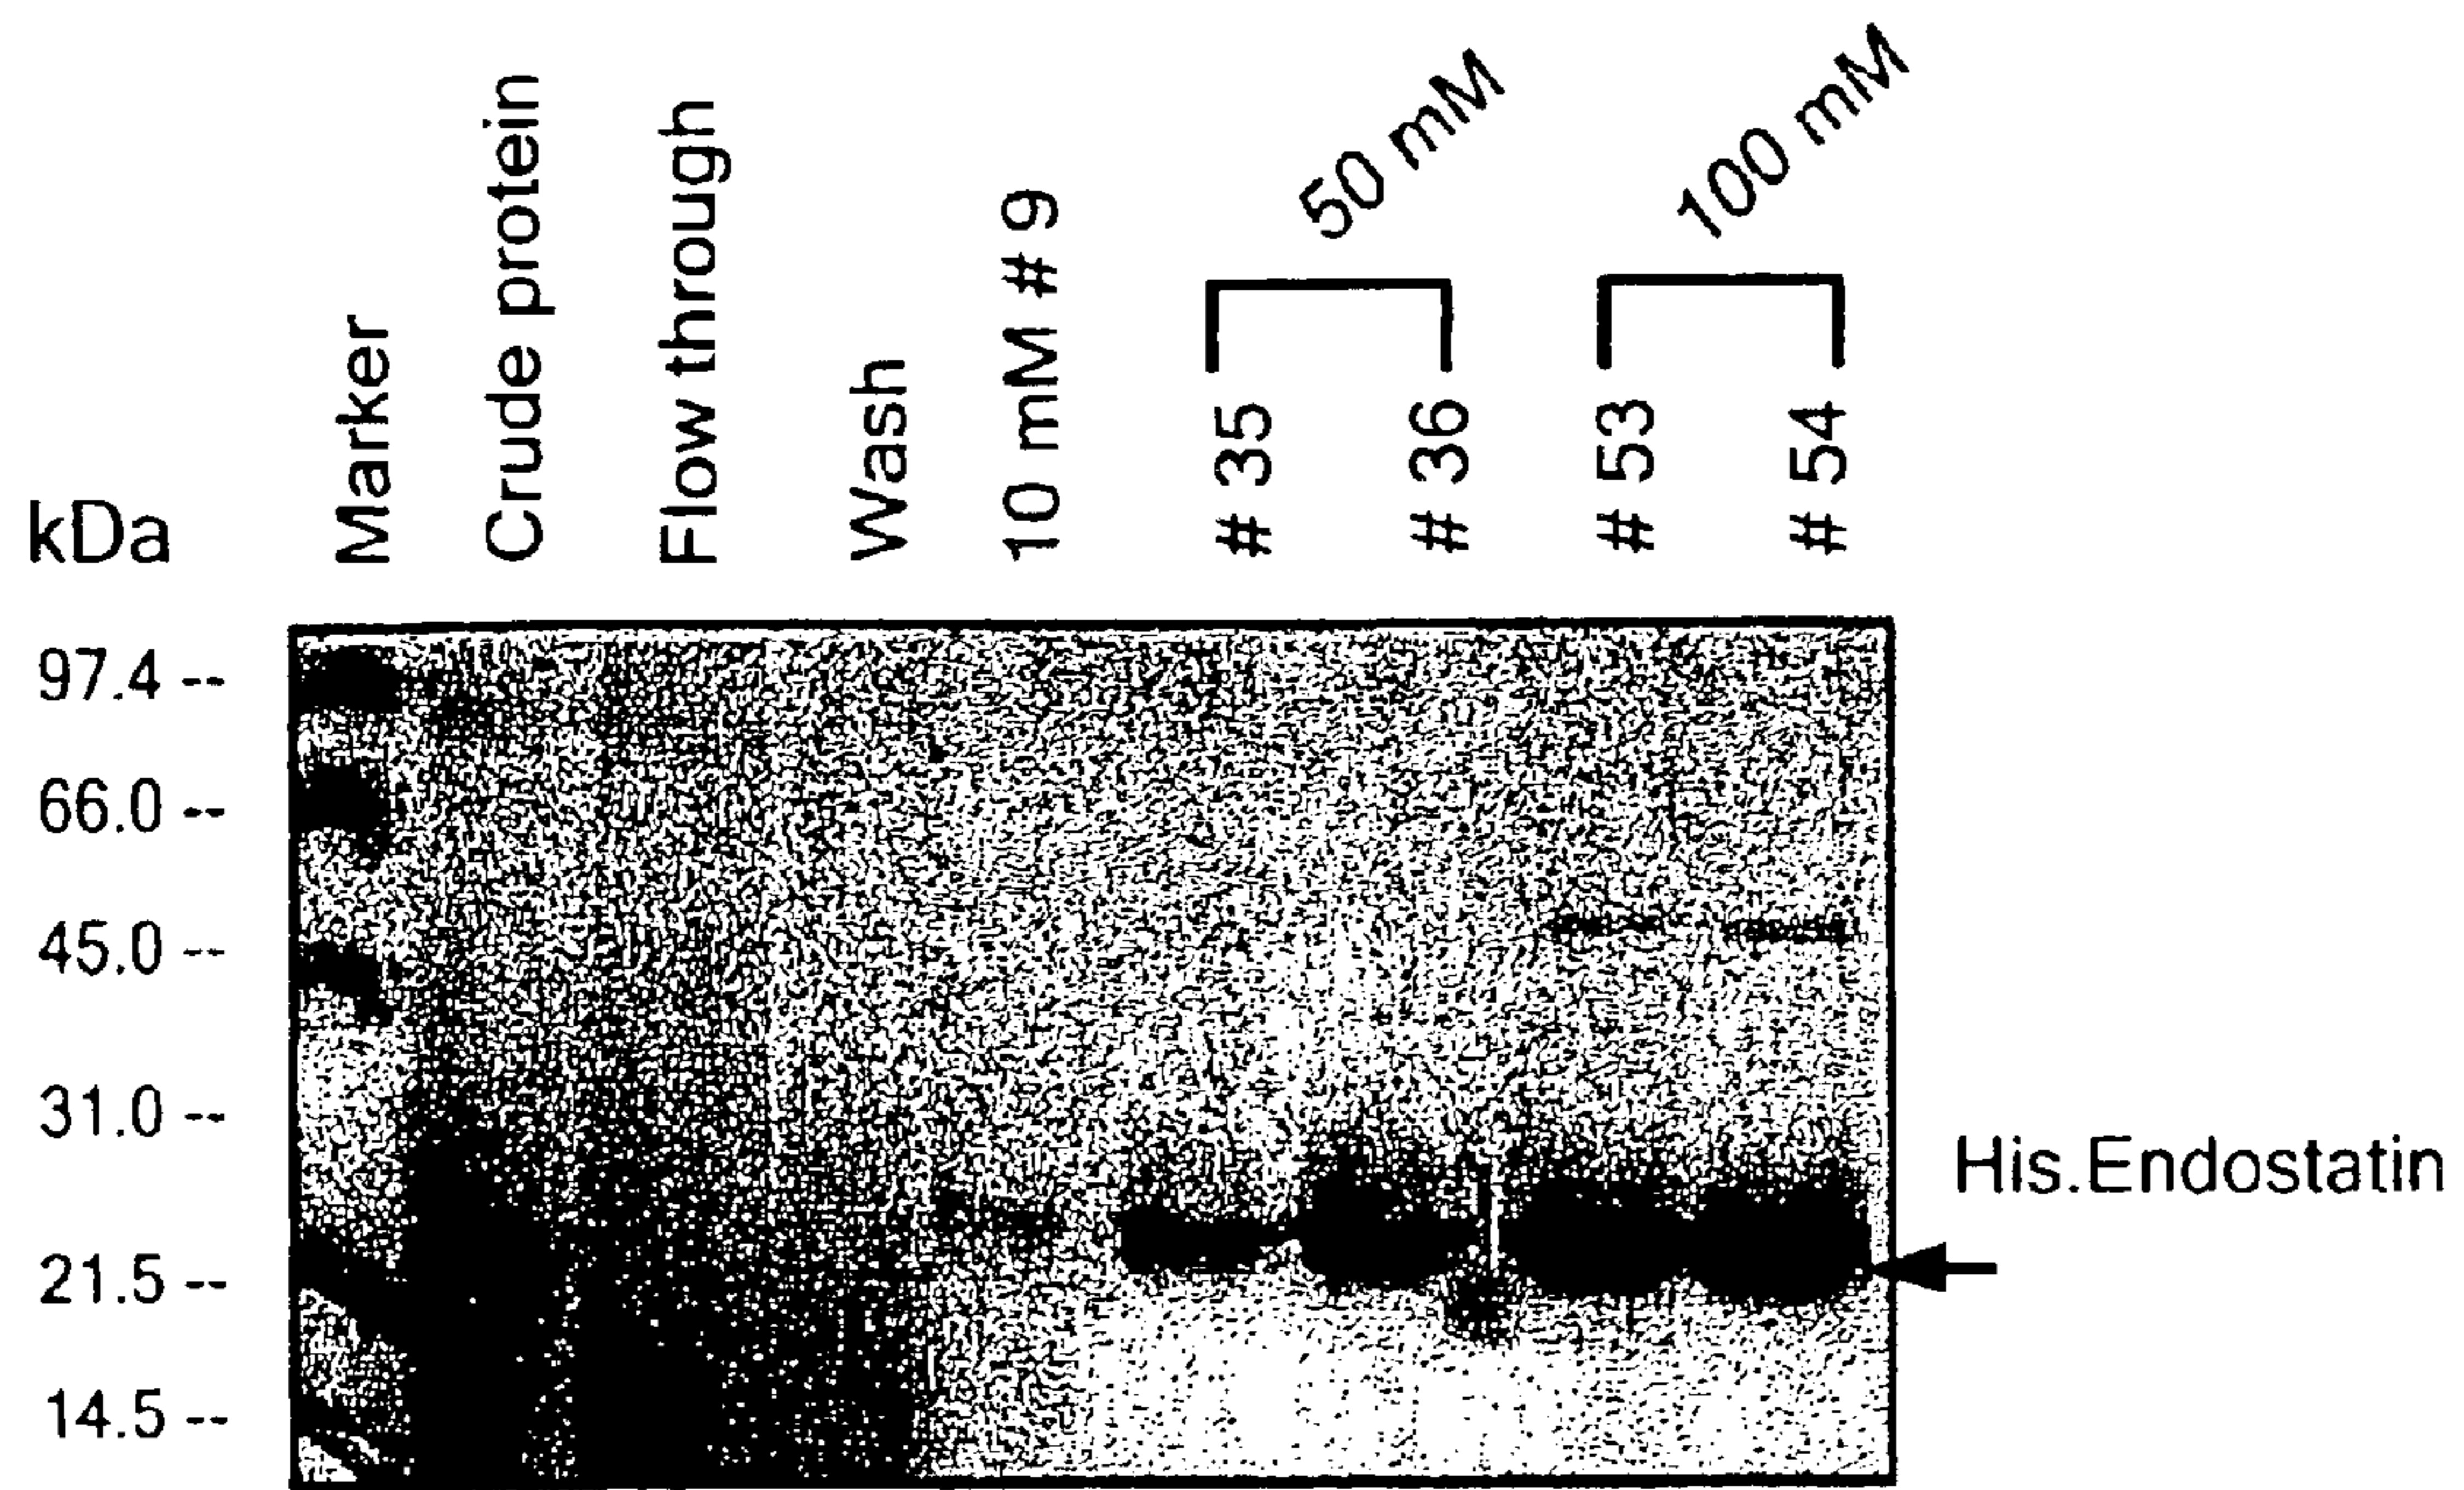 50 mM
100 mM
kDa
Marker
Crude protein
Flow through
Wash
10 mM # 9
# 35
# 36
# 53
# 54
97.4 --
66.0 --
45.0 --
31.0 --
21.5 --
14.5 --
His.Endostatin